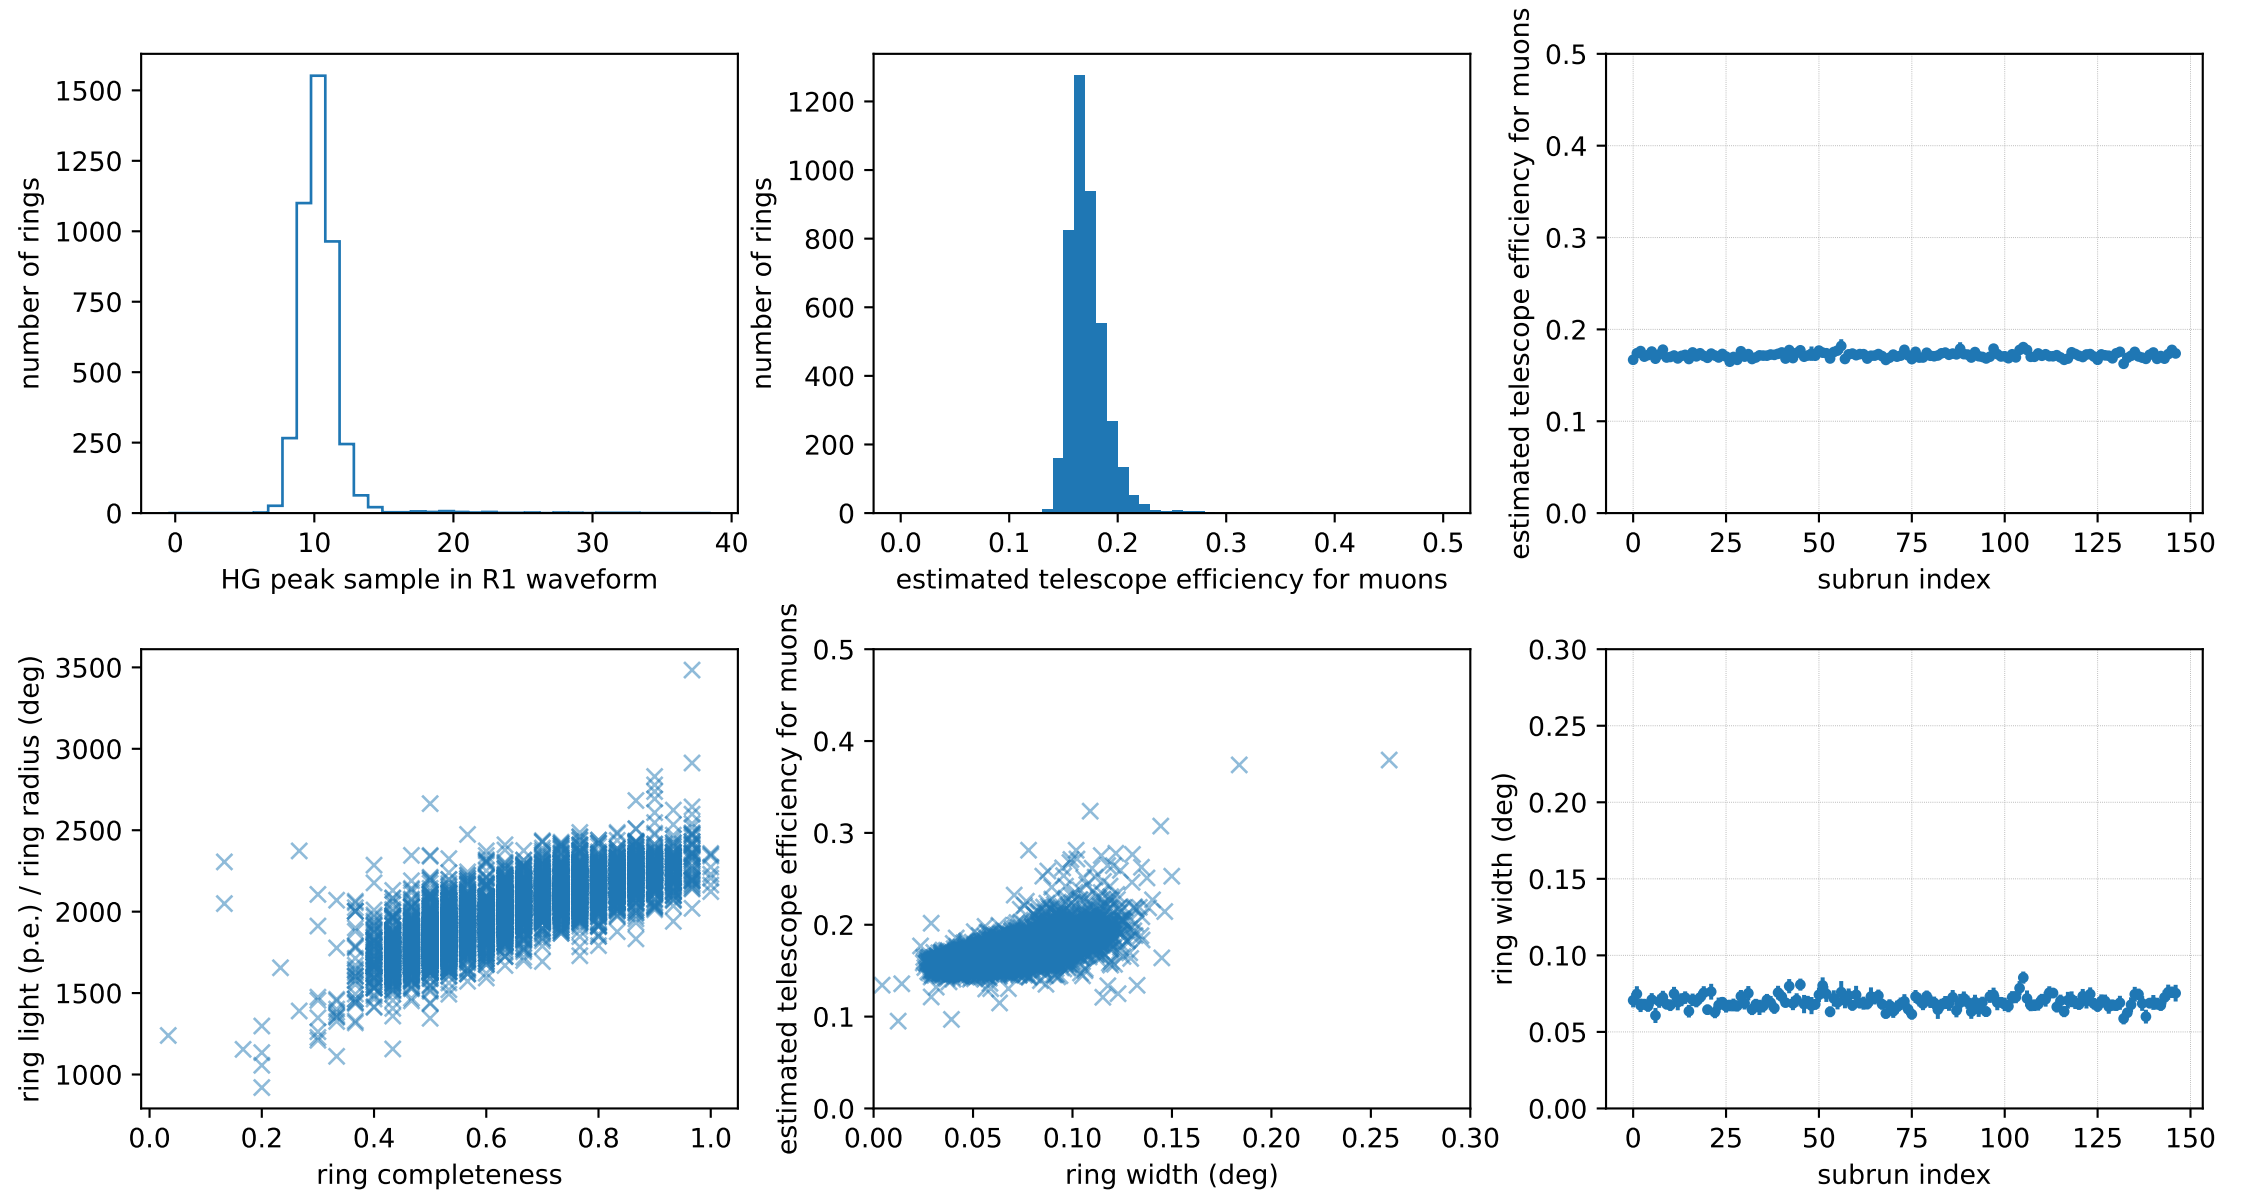 number of rings
1500
1250
1000
750
500
250
0
0 10 20 30 40
HG peak sample in R1 waveform
number of rings
1200
1000
800
600
400
200
0
0.0 0.1 0.2 0.3 0.4 0.5
estimated telescope efficiency for muons
estimated telescope efficiency for muons
0.5
0.4
0.3
0.2
0.1
0.0
0 25 50 75 100 125 150
subrun index
ring light (p.e.) / ring radius (deg)
3500
3000
2500
2000
1500
1000
0.0 0.2 0.4 0.6 0.8 1.0
ring completeness
estimated telescope efficiency for muons
0.5
0.4
0.3
0.2
0.1
0.0
0.00 0.05 0.10 0.15 0.20 0.25 0.30
ring width (deg)
ring width (deg)
0.30
0.25
0.20
0.15
0.10
0.05
0.00
0 25 50 75 100 125 150
subrun index